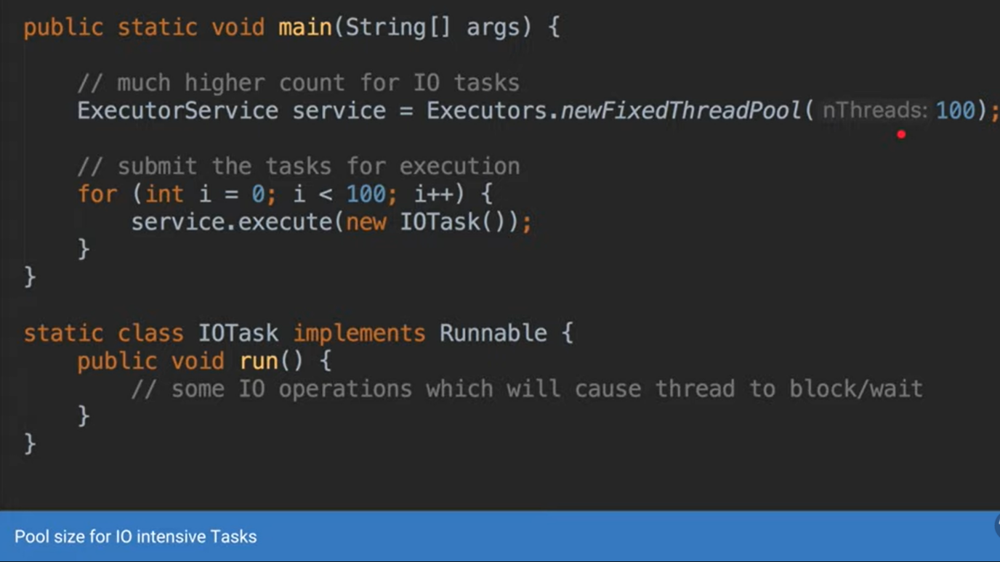 public static void main(String[] args) {
// much higher count for IO tasks
ExecutorService service = Executors.newFixedThreadPool( nThreads: 100);
// submit the tasks for execution
for (int i = 0; i < 100; i++) {
service.execute(new IOTask());
}
}
static class IOTask implements Runnable {
public void run() {
// some IO operations which will cause thread to block/wait
}
}
Pool size for IO intensive Tasks